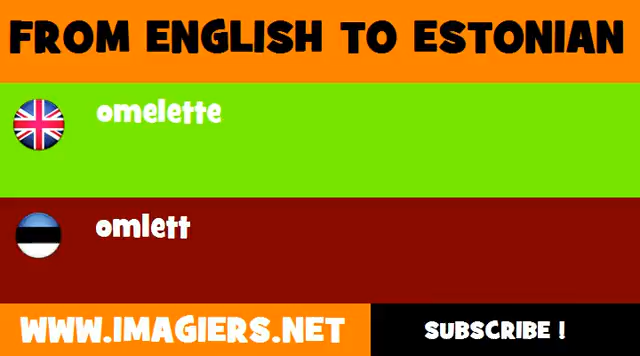 FROM ENGLISH TO ESTONIAN
omelette
omlett
WWW.IMAGIERS.NET
SUBSCRIBE !